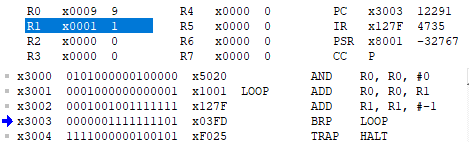 R0 x0009 9 R4 x0000 0 PC x3003 12291
R1 x0001 1 R5 x0000 0 IR x127F 4735
R2 x0000 0 R6 x0000 0 PSR x8001 -32767
R3 x0000 0 R7 x0000 0 CC P
x3000 0101000000100000 x5020 AND R0, R0, #0
x3001 0001000000000001 x1001 LOOP ADD R0, R0, R1
x3002 0001001001111111 x127F ADD R1, R1, #-1
x3003 0000001111111101 x03FD BRP LOOP
x3004 1111000000100101 xF025 TRAP HALT